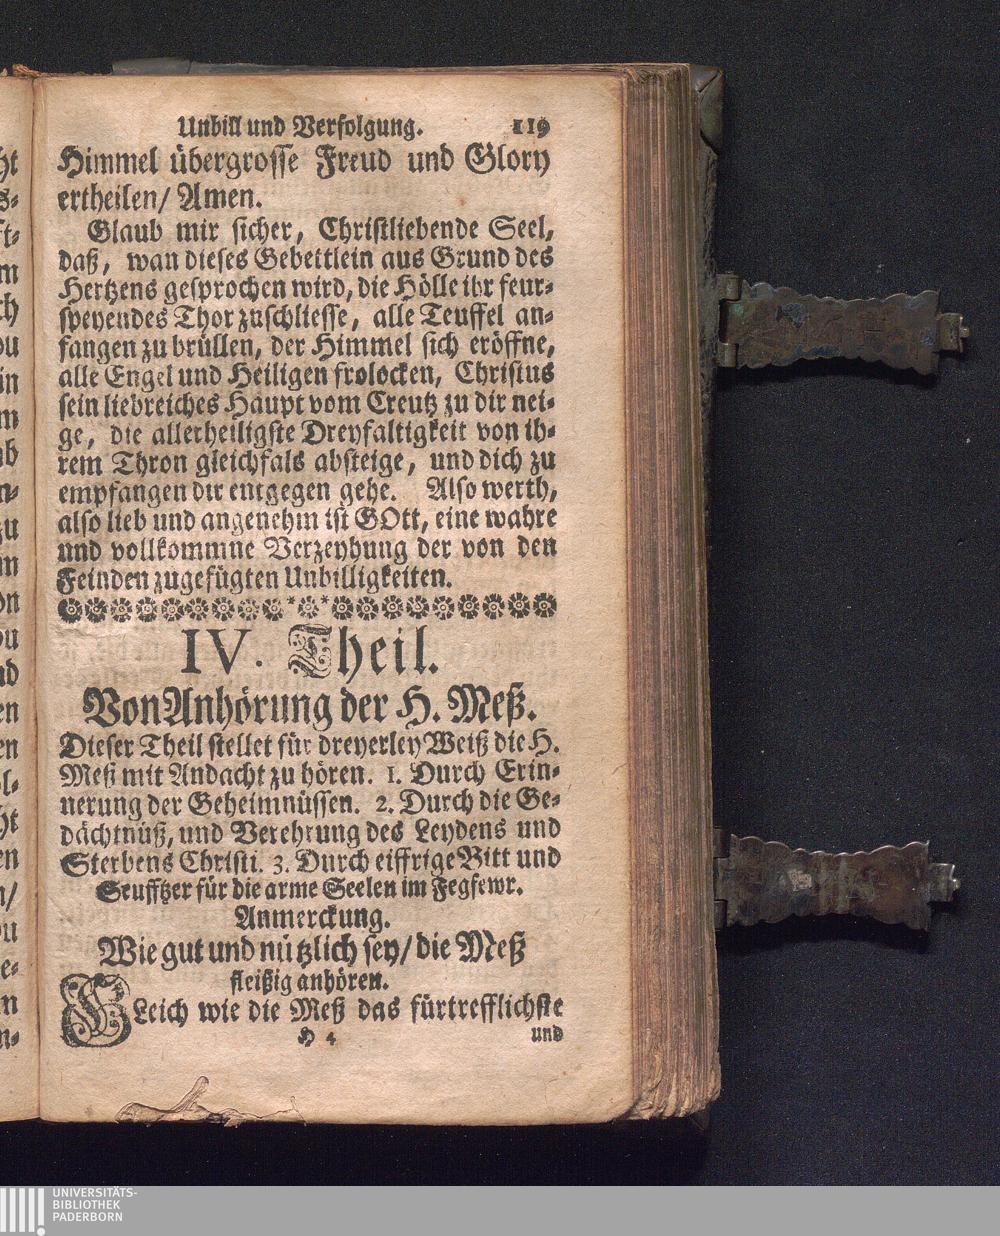 Unbill und Verfolgung. 119
Himmel übergrosse Freud und Glory
ertheilen/ Amen.
Glaub mir sicher, Christliebende Seel,
daß, wan dieses Gebettlein aus Grund des
Hertzens gesprochen wird, die Hölle ihr feur-
speyendes Thor zuschliesse, alle Teuffel an-
fangen zu brüllen, der Himmel sich eröffne,
alle Engel und Heiligen frolocken, Christus
sein liebreiches Haupt vom Creutz zu dir nei-
ge, die allerheiligste Dreyfaltigkeit von ih-
rem Thron gleichfals absteige, und dich zu
empfangen dir entgegen gehe. Also werth,
also lieb und angenehm ist GOtt, eine wahre
und vollkommne Verzeyhung der von den
Feinden zugefügten Unbilligkeiten.
IV. Theil.
Von Anhörung der H. Meß.
Dieser Theil stellet für dreyerley Weiß die H.
Meß mit Andacht zu hören. 1. Durch Erin-
nerung der Geheimnüssen. 2. Durch die Ge-
dächtnüß, und Verehrung des Leydens und
Sterbens Christi. 3. Durch eiffrige Bitt und
Seufftzer für die arme Seelen im Fegfewr.
Anmerckung.
Wie gut und nützlich sey/ die Meß
fleißig anhören.
GLeich wie die Meß das fürtrefflichste
H 4 und
UNIVERSITÄTS-
BIBLIOTHEK
PADERBORN